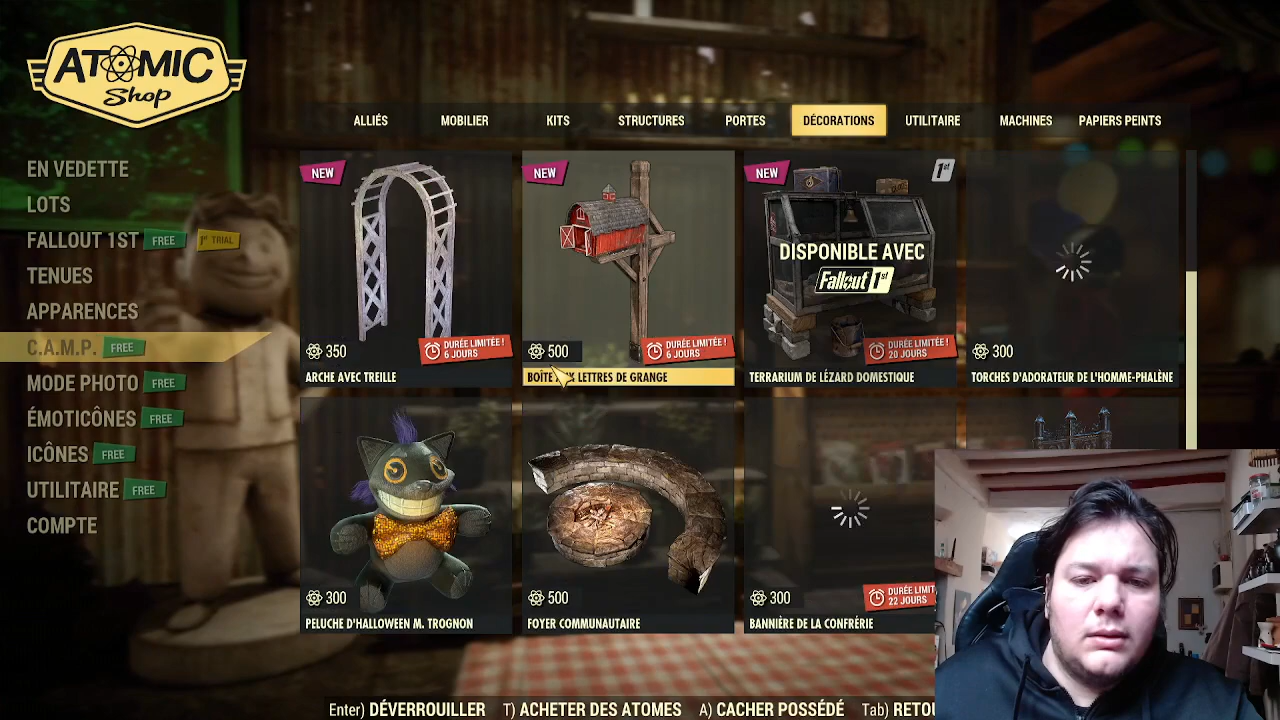 ATOMIC
Shop
ALLIÉS
MOBILIER
KITS
STRUCTURES
PORTES
DÉCORATIONS
UTILITAIRE
MACHINES
PAPIERS PEINTS
EN VEDETTE
LOTS
FALLOUT 1ST FREE 1st TRIAL
TENUES
APPARENCES
C.A.M.P. FREE
MODE PHOTO FREE
ÉMOTICÔNES FREE
ICÔNES FREE
UTILITAIRE FREE
COMPTE
NEW
350
DURÉE LIMITÉE !
6 JOURS
ARCHE AVEC TREILLE
NEW
500
DURÉE LIMITÉE !
6 JOURS
BOÎTE LETTRES DE GRANGE
NEW
1st
DISPONIBLE AVEC
Fallout 1st
DURÉE LIMITÉE !
20 JOURS
TERRARIUM DE LÉZARD DOMESTIQUE
300
TORCHES D'ADORATEUR DE L'HOMME-PHALÈNE
300
PELUCHE D'HALLOWEEN M. TROGNON
500
FOYER COMMUNAUTAIRE
300
DURÉE LIMIT
22 JOURS
BANNIÈRE DE LA CONFRÉRIE
Enter) DÉVERROUILLER T) ACHETER DES ATOMES A) CACHER POSSÉDÉ Tab) RETOU